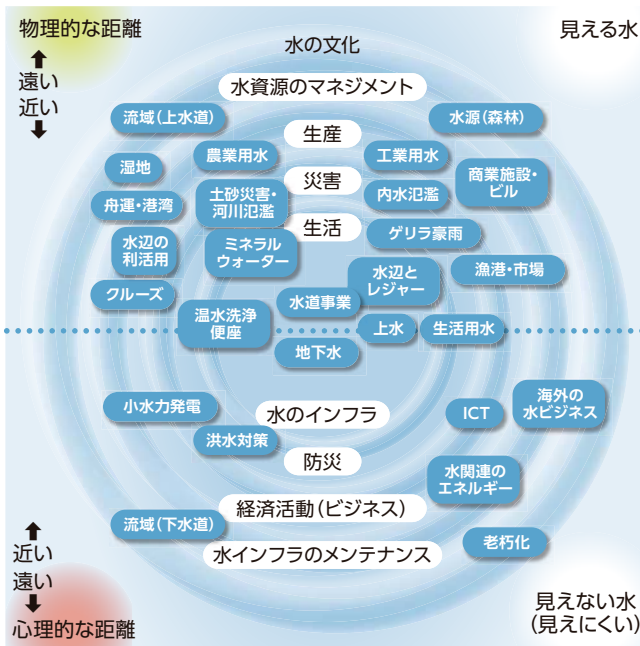 物理的な距離
見える水
水の文化
遠い
近い
水資源のマネジメント
流域(上水道)
水源(森林)
生産
農業用水
工業用水
湿地
災害
商業施設・
ビル
土砂災害・
河川氾濫
内水氾濫
舟運・港湾
生活
ゲリラ豪雨
水辺の
利活用
ミネラル
ウォーター
水辺と
レジャー
漁港・市場
クルーズ
水道事業
温水洗浄
便座
上水
生活用水
地下水
小水力発電
水のインフラ
ICT
海外の
水ビジネス
洪水対策
防災
水関連の
エネルギー
経済活動(ビジネス)
流域(下水道)
水インフラのメンテナンス
老朽化
近い
遠い
心理的な距離
見えない水
(見えにくい)